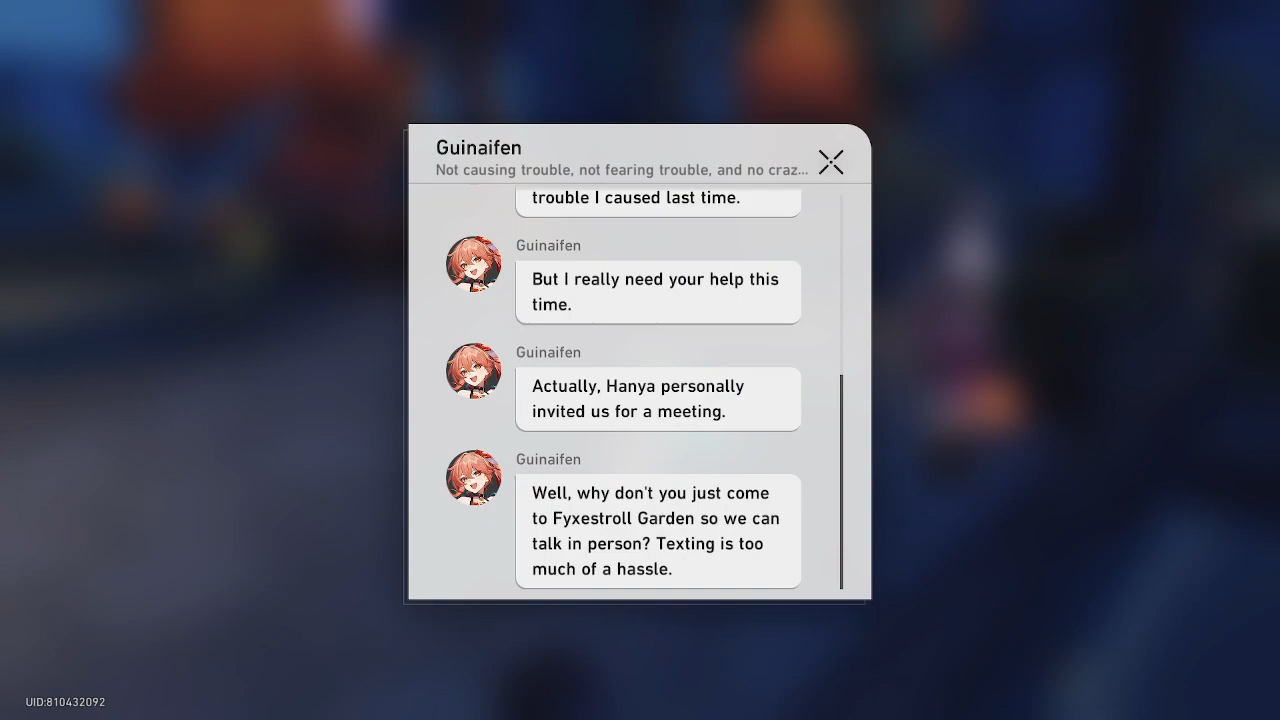 Guinaifen
Not causing trouble, not fearing trouble, and no craz...
trouble I caused last time.
Guinaifen
But I really need your help this
time.
Guinaifen
Actually, Hanya personally
invited us for a meeting.
Guinaifen
Well, why don't you just come
to Fyxestroll Garden so we can
talk in person? Texting is too
much of a hassle.
UID:810432092